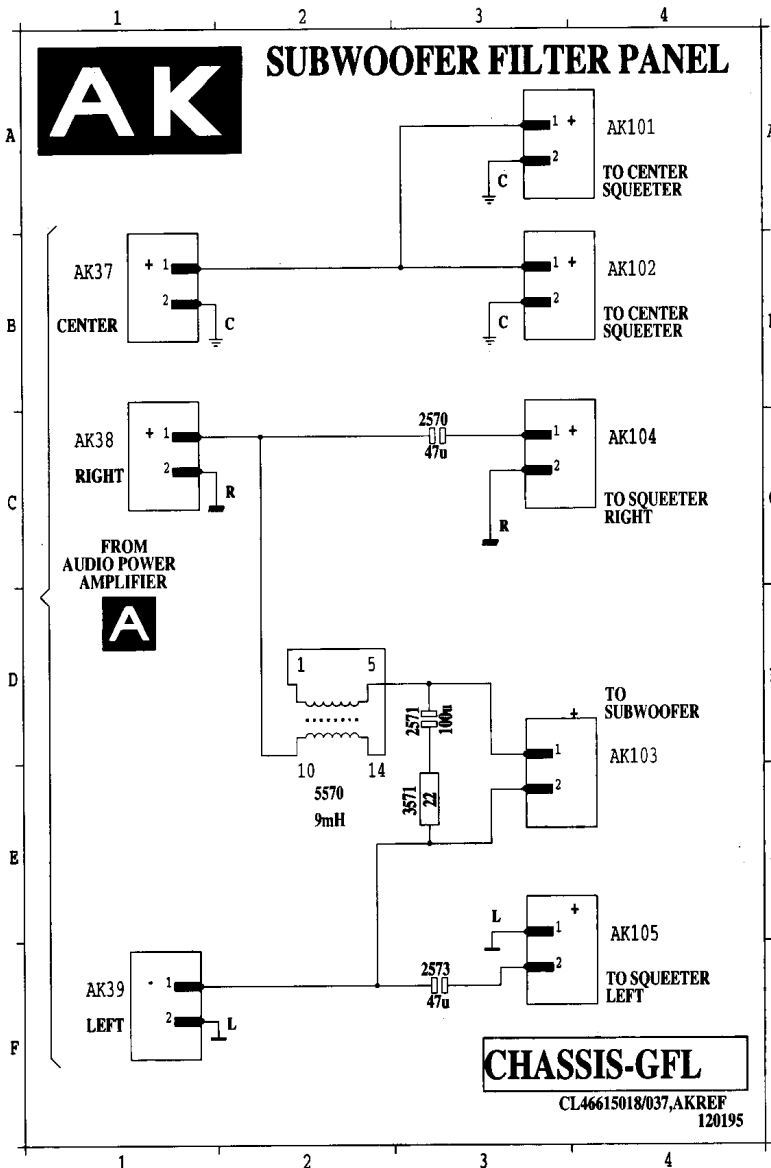 1 2 3 4
AK
SUBWOOFER FILTER PANEL
A
1 +
2
AK101
C
TO CENTER
SQUEETER
AK37
+ 1
2
CENTER
C
1 +
2
AK102
C
TO CENTER
SQUEETER
B
AK38
+ 1
2
RIGHT
R
2570
47u
1 +
2
AK104
R
TO SQUEETER
RIGHT
C
FROM
AUDIO POWER
AMPLIFIER
A
D
1 5
10 14
5570
9mH
2571
100u
3571
22
TO
SUBWOOFER
+
1
2
AK103
E
L
+
1
2
AK105
TO SQUEETER
LEFT
AK39
- 1
2
LEFT
L
2573
47u
F
CHASSIS-GFL
CL46615018/037,AKREF
120195
1 2 3 4